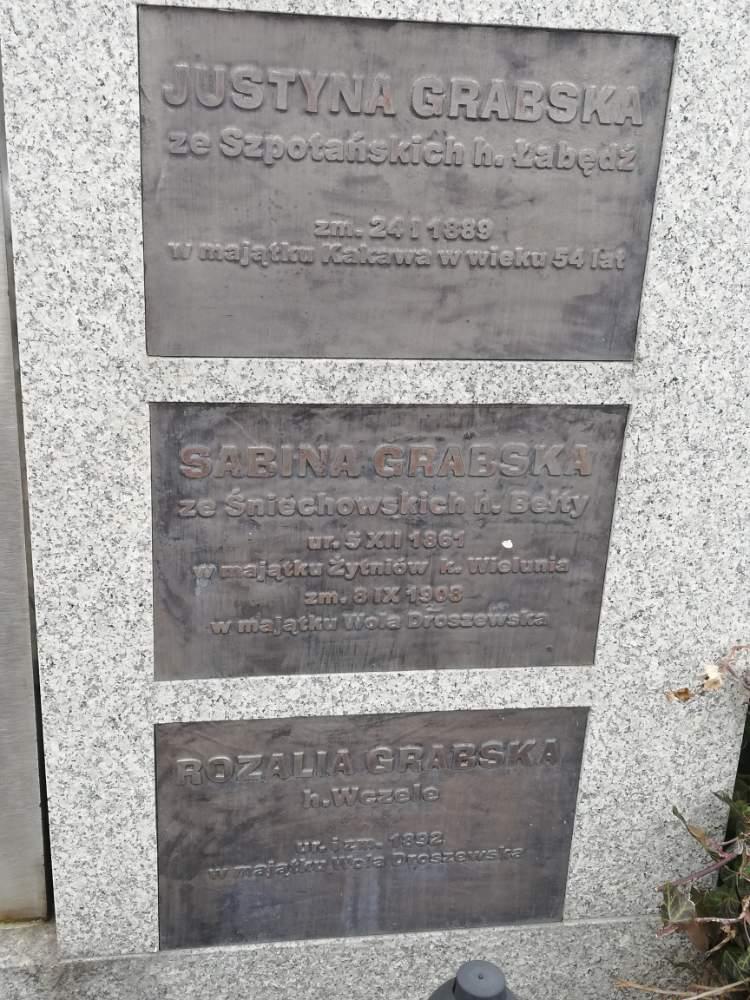 JUSTYNA GRABSKA
ze Szpotańskich h. Łabędź
zm. 24 I 1889
w majątku Kakawa w wieku 54 lat
SABINA GRABSKA
ze Śniechowskich h. Bełty
ur. 5 XII 1861
w majątku Żytniów k. Wielunia
zm. 8 IX 1908
w majątku Wola Droszewska
ROZALIA GRABSKA
h. Wczele
ur. i zm. 1892
w majątku Wola Droszewska